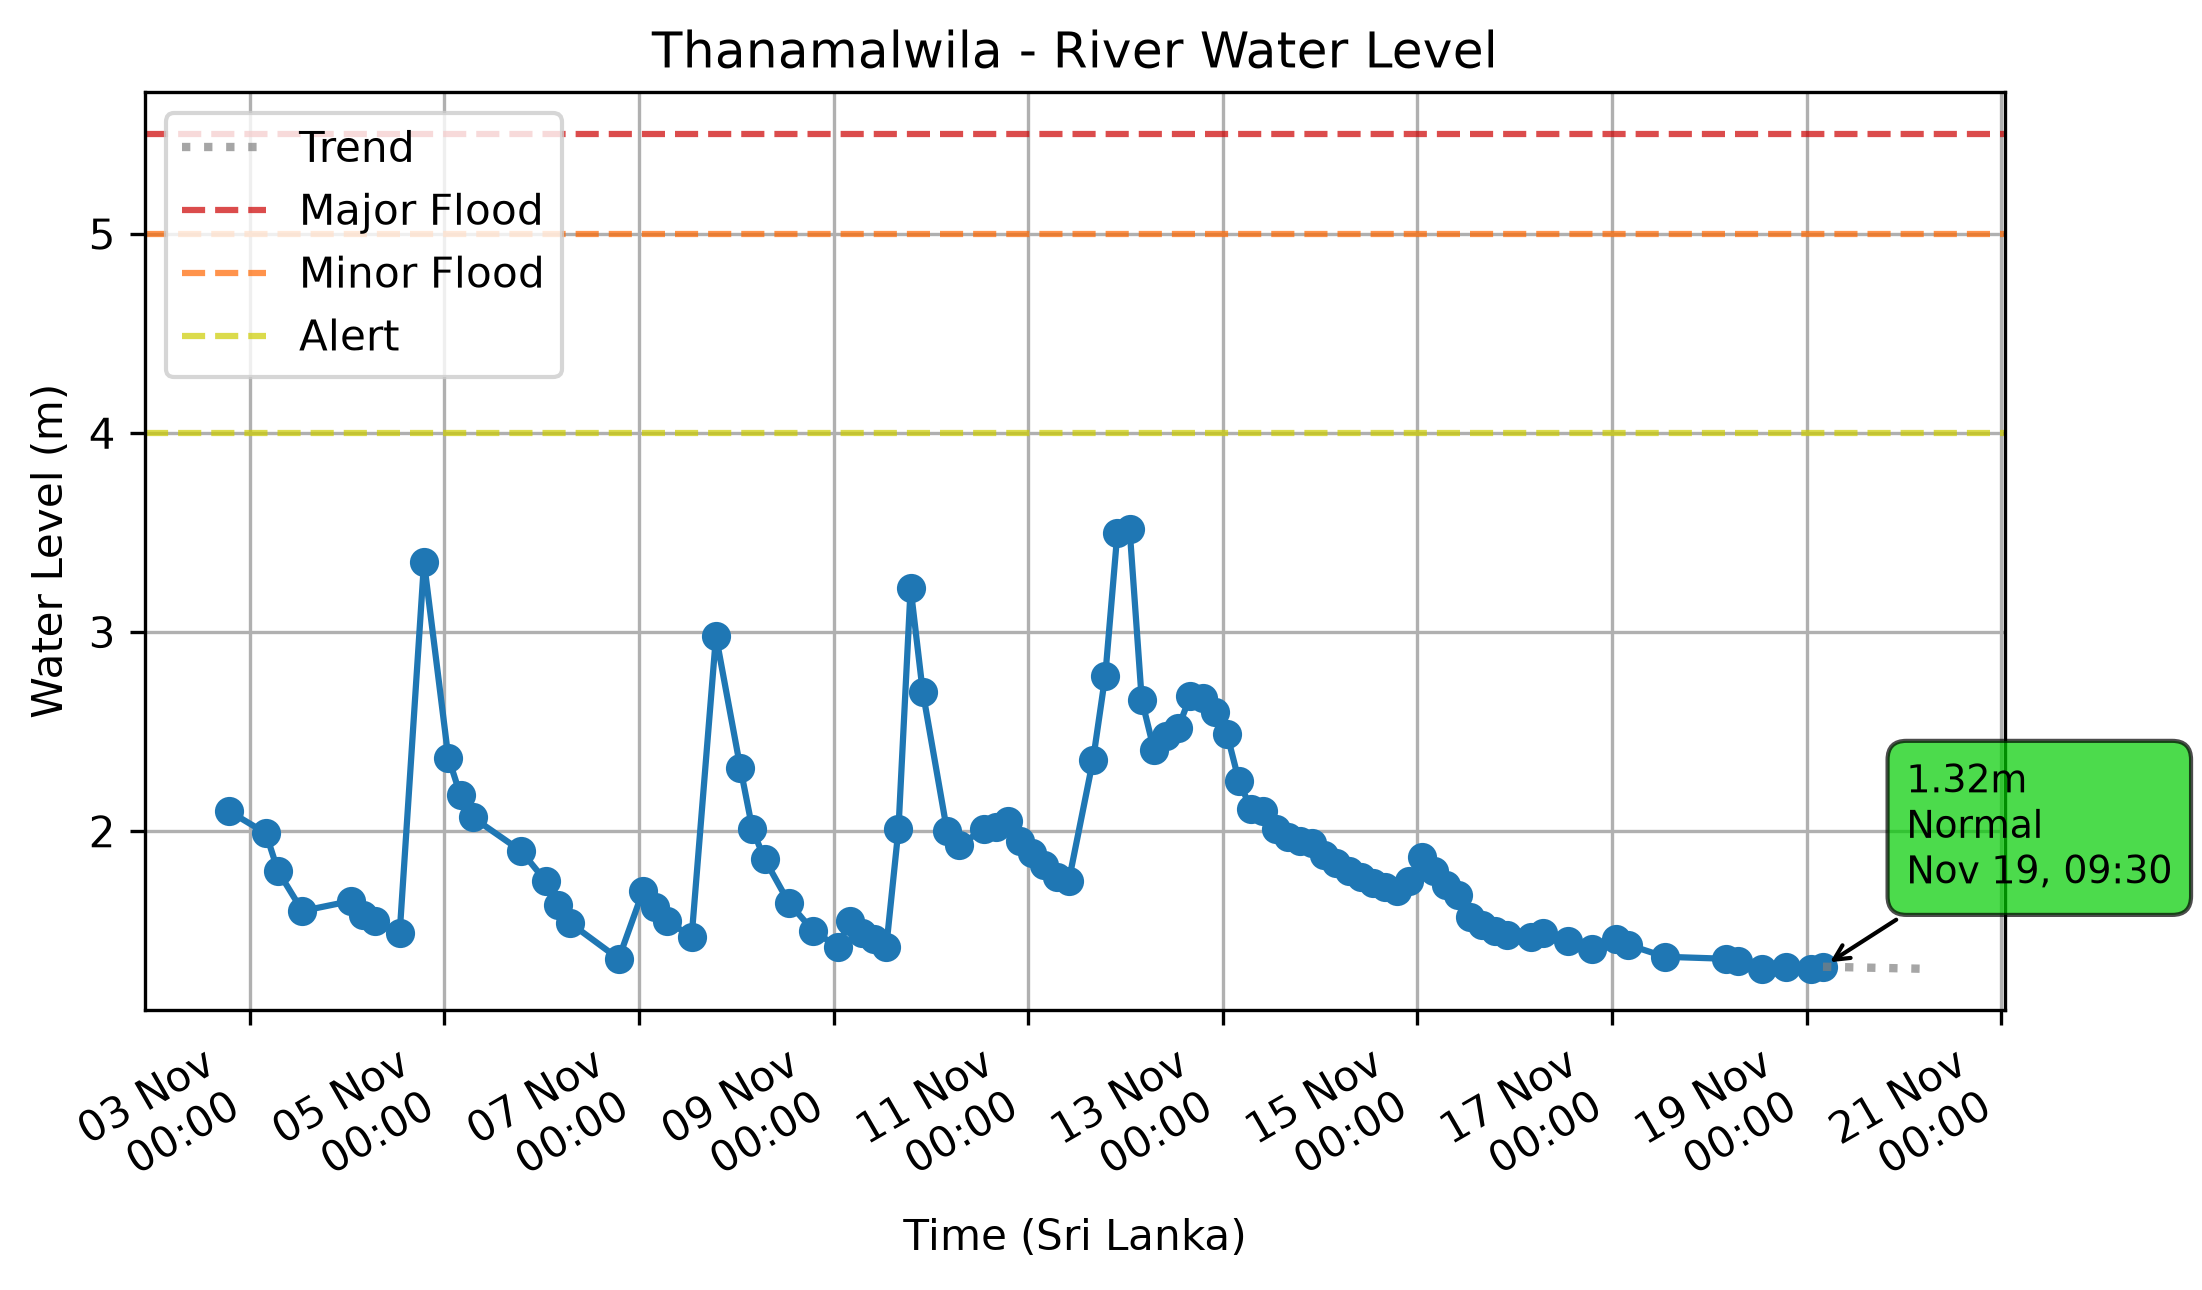 Thanamalwila - River Water Level
Trend
Major Flood
Minor Flood
Alert
Water Level (m)
5
4
3
2
1.32m
Normal
Nov 19, 09:30
03 Nov
00:00
05 Nov
00:00
07 Nov
00:00
09 Nov
00:00
11 Nov
00:00
13 Nov
00:00
15 Nov
00:00
17 Nov
00:00
19 Nov
00:00
21 Nov
00:00
Time (Sri Lanka)